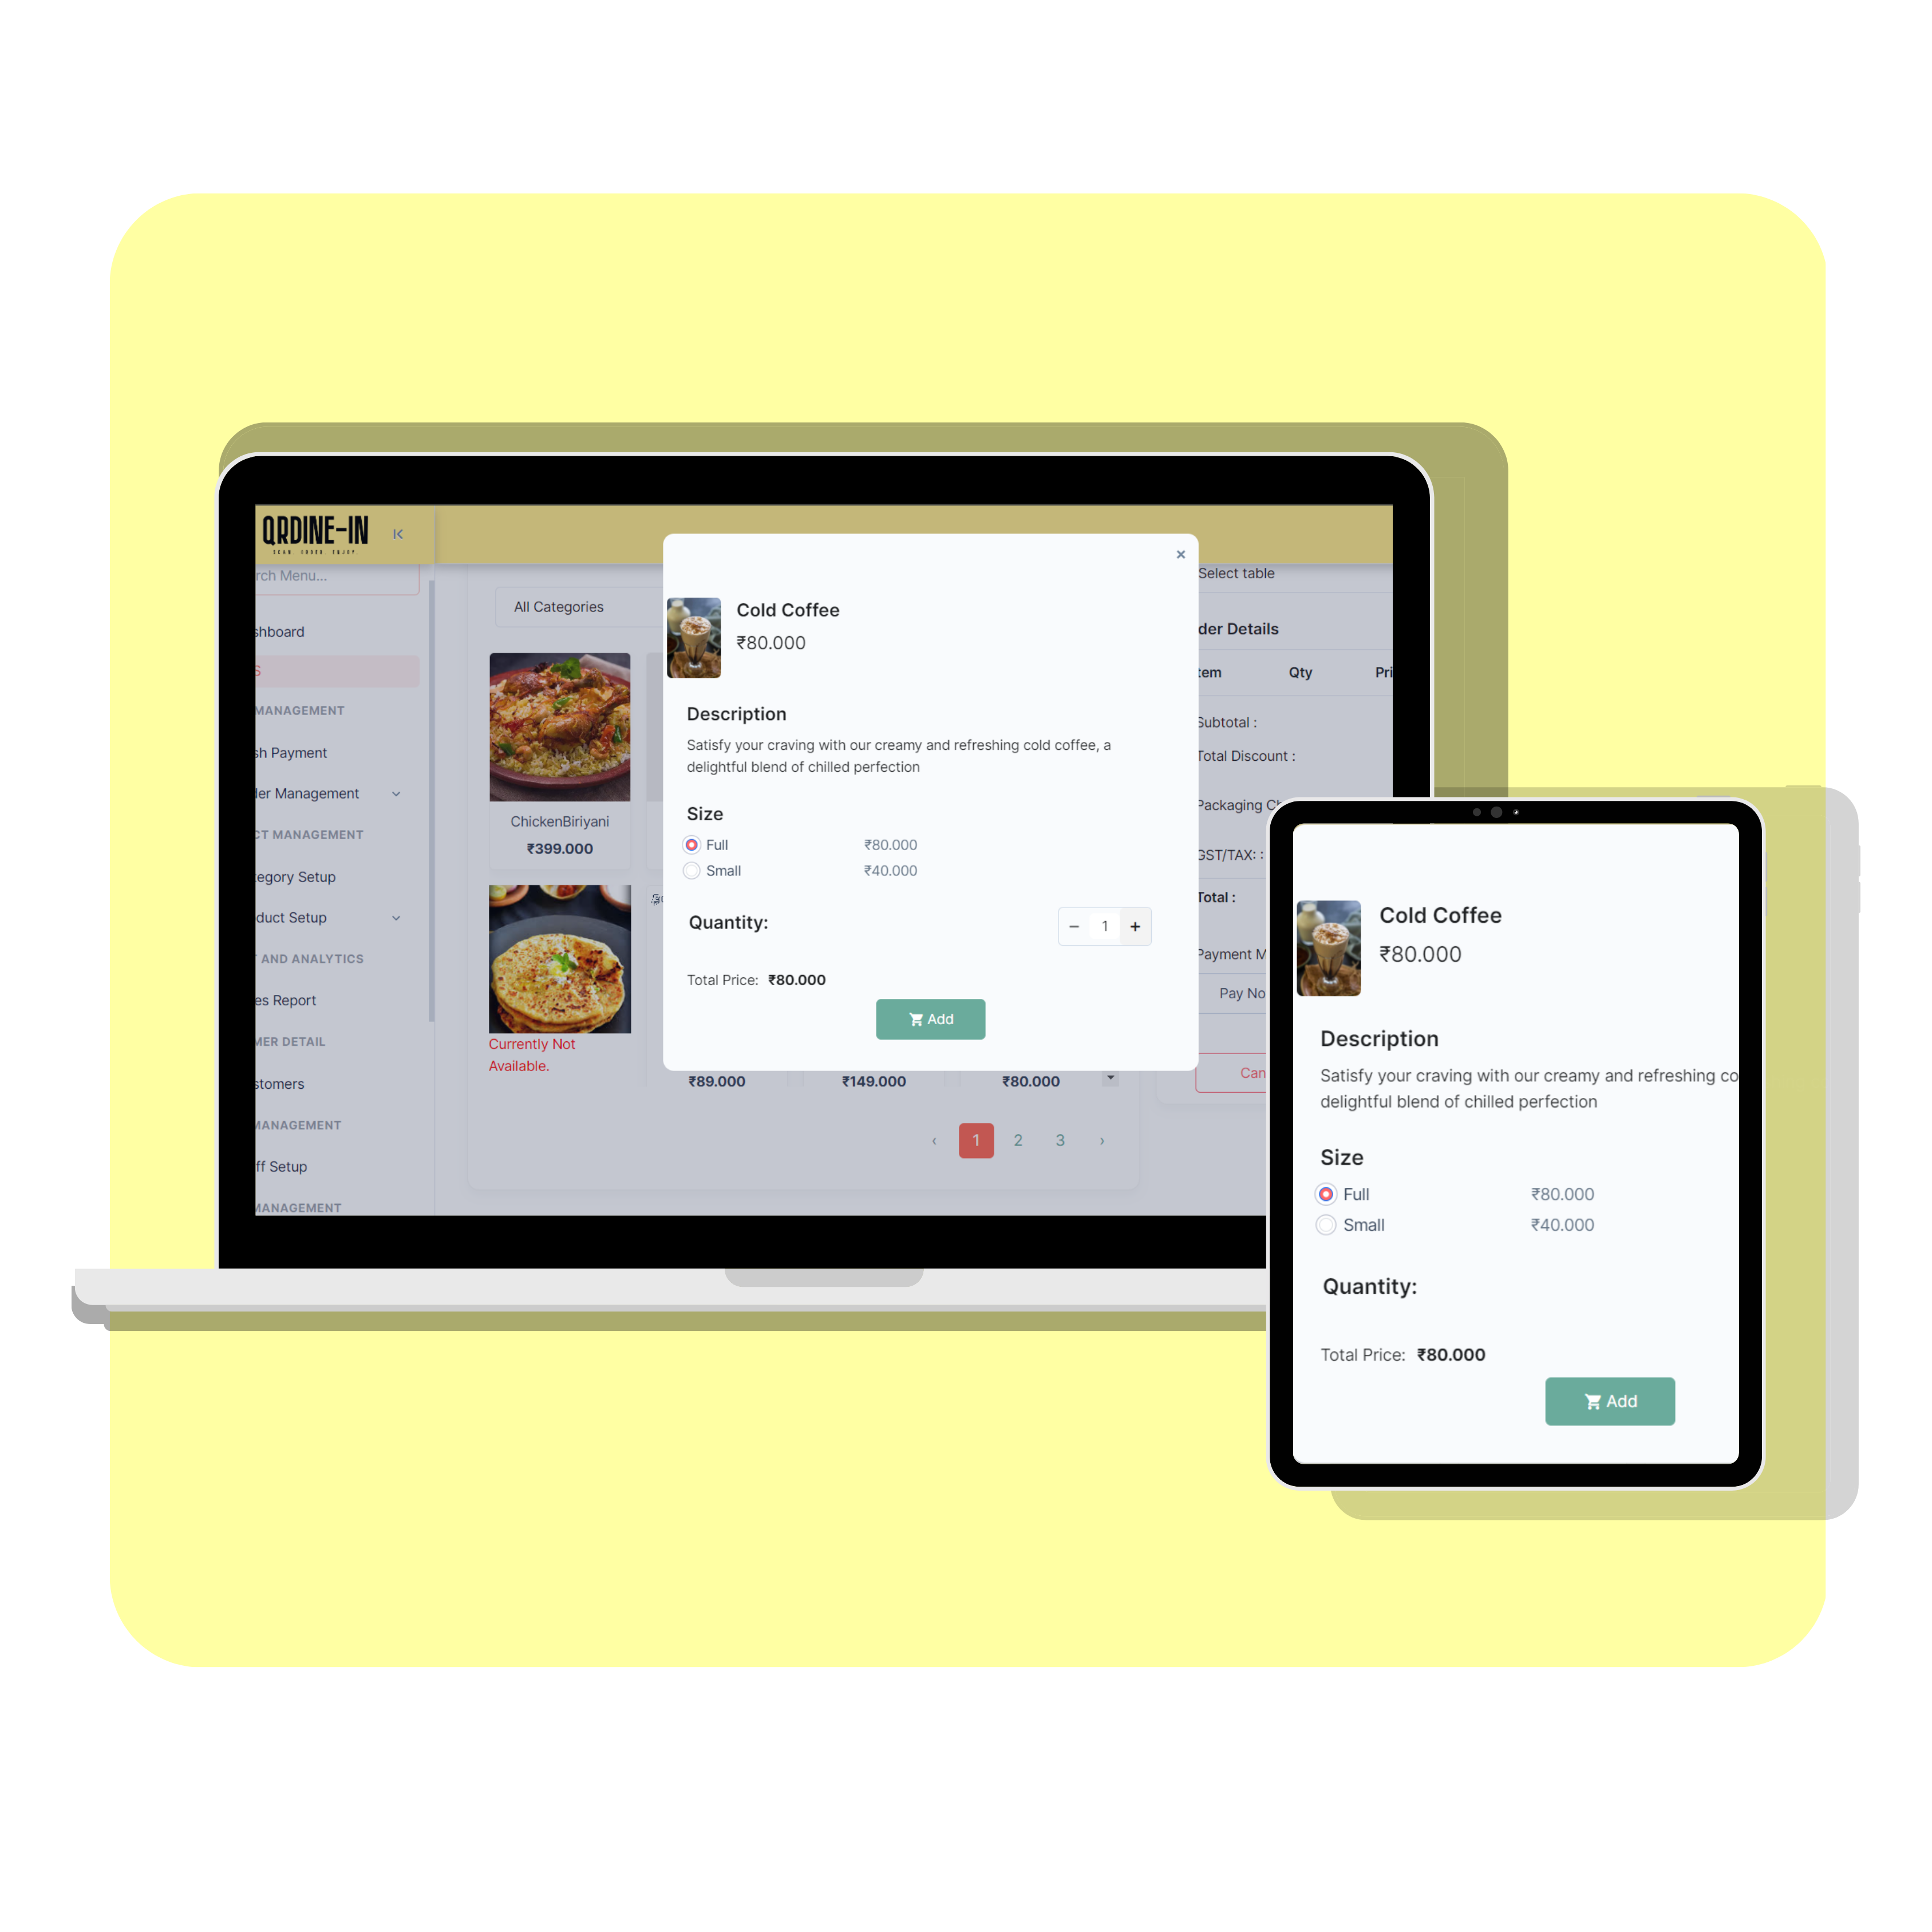 QRDINE-IN
SCAN ORDER ENJOY
rch Menu...
shboard
S
MANAGEMENT
sh Payment
ler Management
CT MANAGEMENT
egory Setup
duct Setup
AND ANALYTICS
es Report
MER DETAIL
stomers
MANAGEMENT
ff Setup
MANAGEMENT
All Categories
ChickenBiriyani
₹399.000
Currently Not
Available.
₹89.000
₹149.000
₹80.000
‹ 1 2 3 ›
×
Cold Coffee
₹80.000
Description
Satisfy your craving with our creamy and refreshing cold coffee, a
delightful blend of chilled perfection
Size
Full ₹80.000
Small ₹40.000
Quantity: − 1 +
Total Price: ₹80.000
Add
Select table
der Details
tem Qty Pri
Subtotal :
Total Discount :
Packaging Ch
GST/TAX: :
Total :
Payment M
Pay No
Can
Cold Coffee
₹80.000
Description
Satisfy your craving with our creamy and refreshing co
delightful blend of chilled perfection
Size
Full ₹80.000
Small ₹40.000
Quantity:
Total Price: ₹80.000
Add